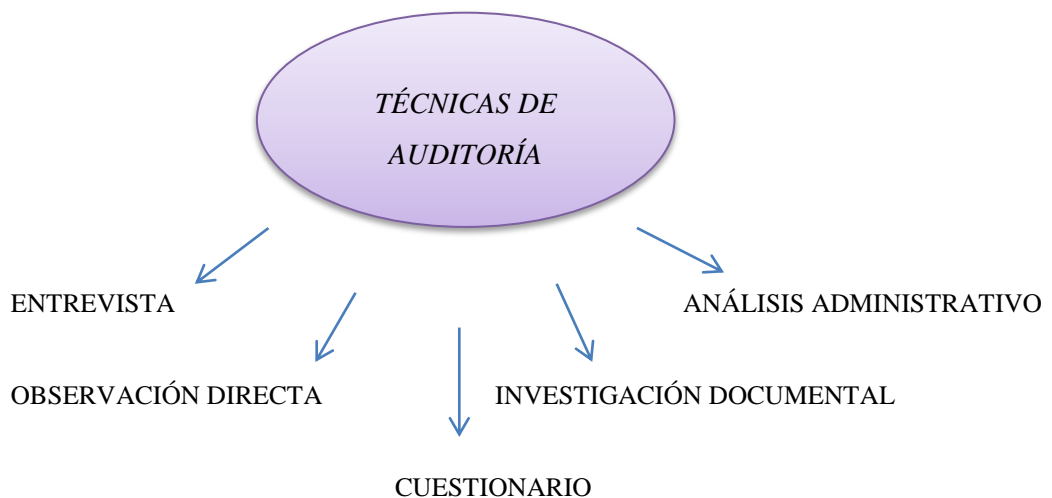 TÉCNICAS DE
AUDITORÍA
ENTREVISTA
ANÁLISIS ADMINISTRATIVO
OBSERVACIÓN DIRECTA
INVESTIGACIÓN DOCUMENTAL
CUESTIONARIO